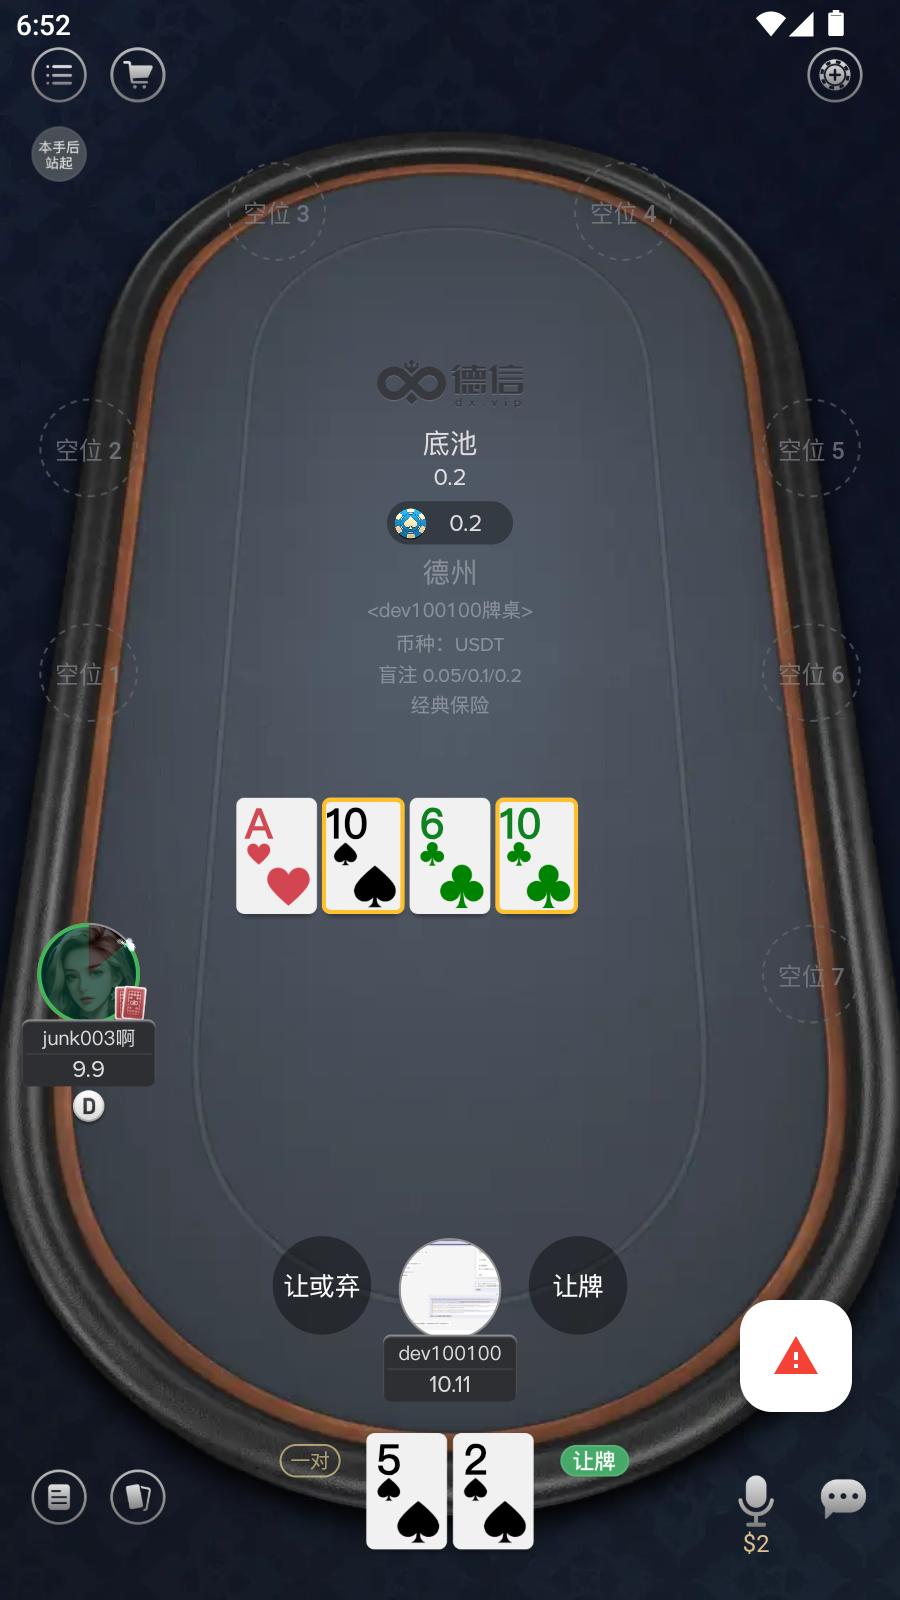 6:52
本手后
站起
空位 3
空位 4
德信
dx.vip
底池
0.2
0.2
空位 2
空位 5
德州
<dev100100牌桌>
币种：USDT
盲注 0.05/0.1/0.2
经典保险
空位 1
空位 6
A
10
6
10
空位 7
junk003啊
9.9
D
让或弃
让牌
dev100100
10.11
一对
5
2
让牌
$2